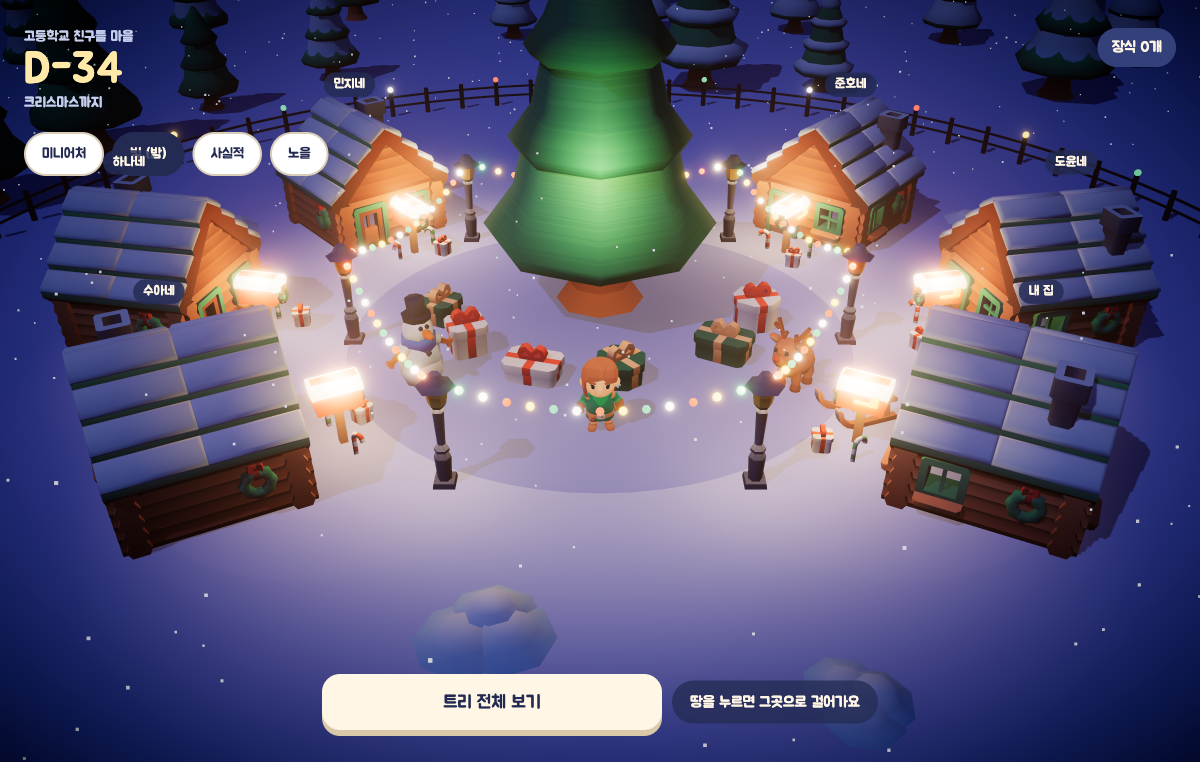 고등학교 친구들 마을
D-34
크리스마스까지
장식 0개
민지네
준호네
미니어처
하나네
사실적
노을
도윤네
수아네
내 집
트리 전체 보기
땅을 누르면 그곳으로 걸어가요